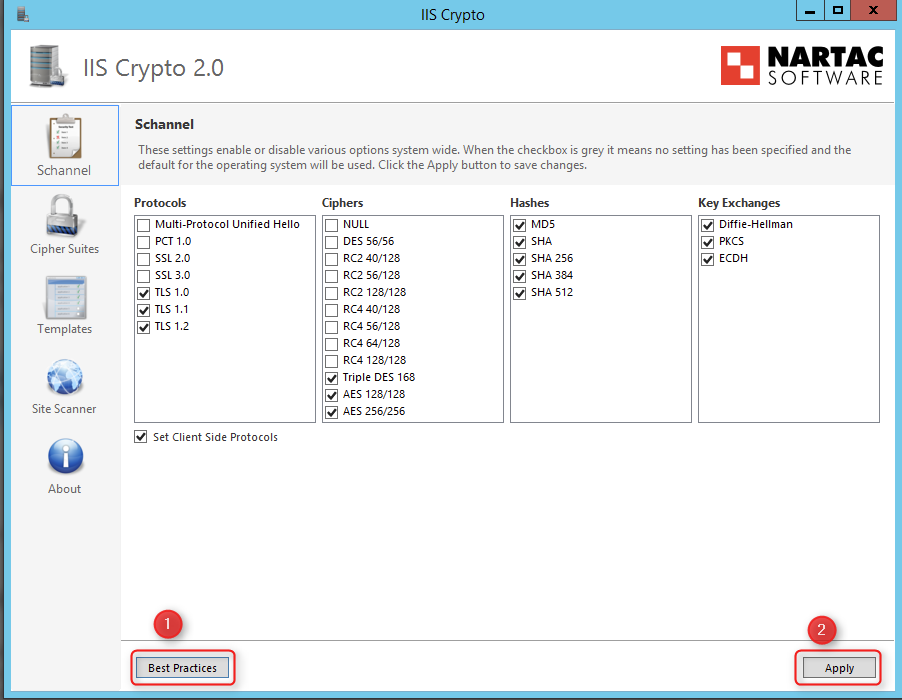 IIS Crypto
IIS Crypto 2.0
NARTAC
SOFTWARE
Schannel
Cipher Suites
Templates
Site Scanner
About
Schannel
These settings enable or disable various options system wide. When the checkbox is grey it means no setting has been specified and the
default for the operating system will be used. Click the Apply button to save changes.
Protocols
Multi-Protocol Unified Hello
PCT 1.0
SSL 2.0
SSL 3.0
TLS 1.0
TLS 1.1
TLS 1.2
Ciphers
NULL
DES 56/56
RC2 40/128
RC2 56/128
RC2 128/128
RC4 40/128
RC4 56/128
RC4 64/128
RC4 128/128
Triple DES 168
AES 128/128
AES 256/256
Hashes
MD5
SHA
SHA 256
SHA 384
SHA 512
Key Exchanges
Diffie-Hellman
PKCS
ECDH
Set Client Side Protocols
1
Best Practices
2
Apply